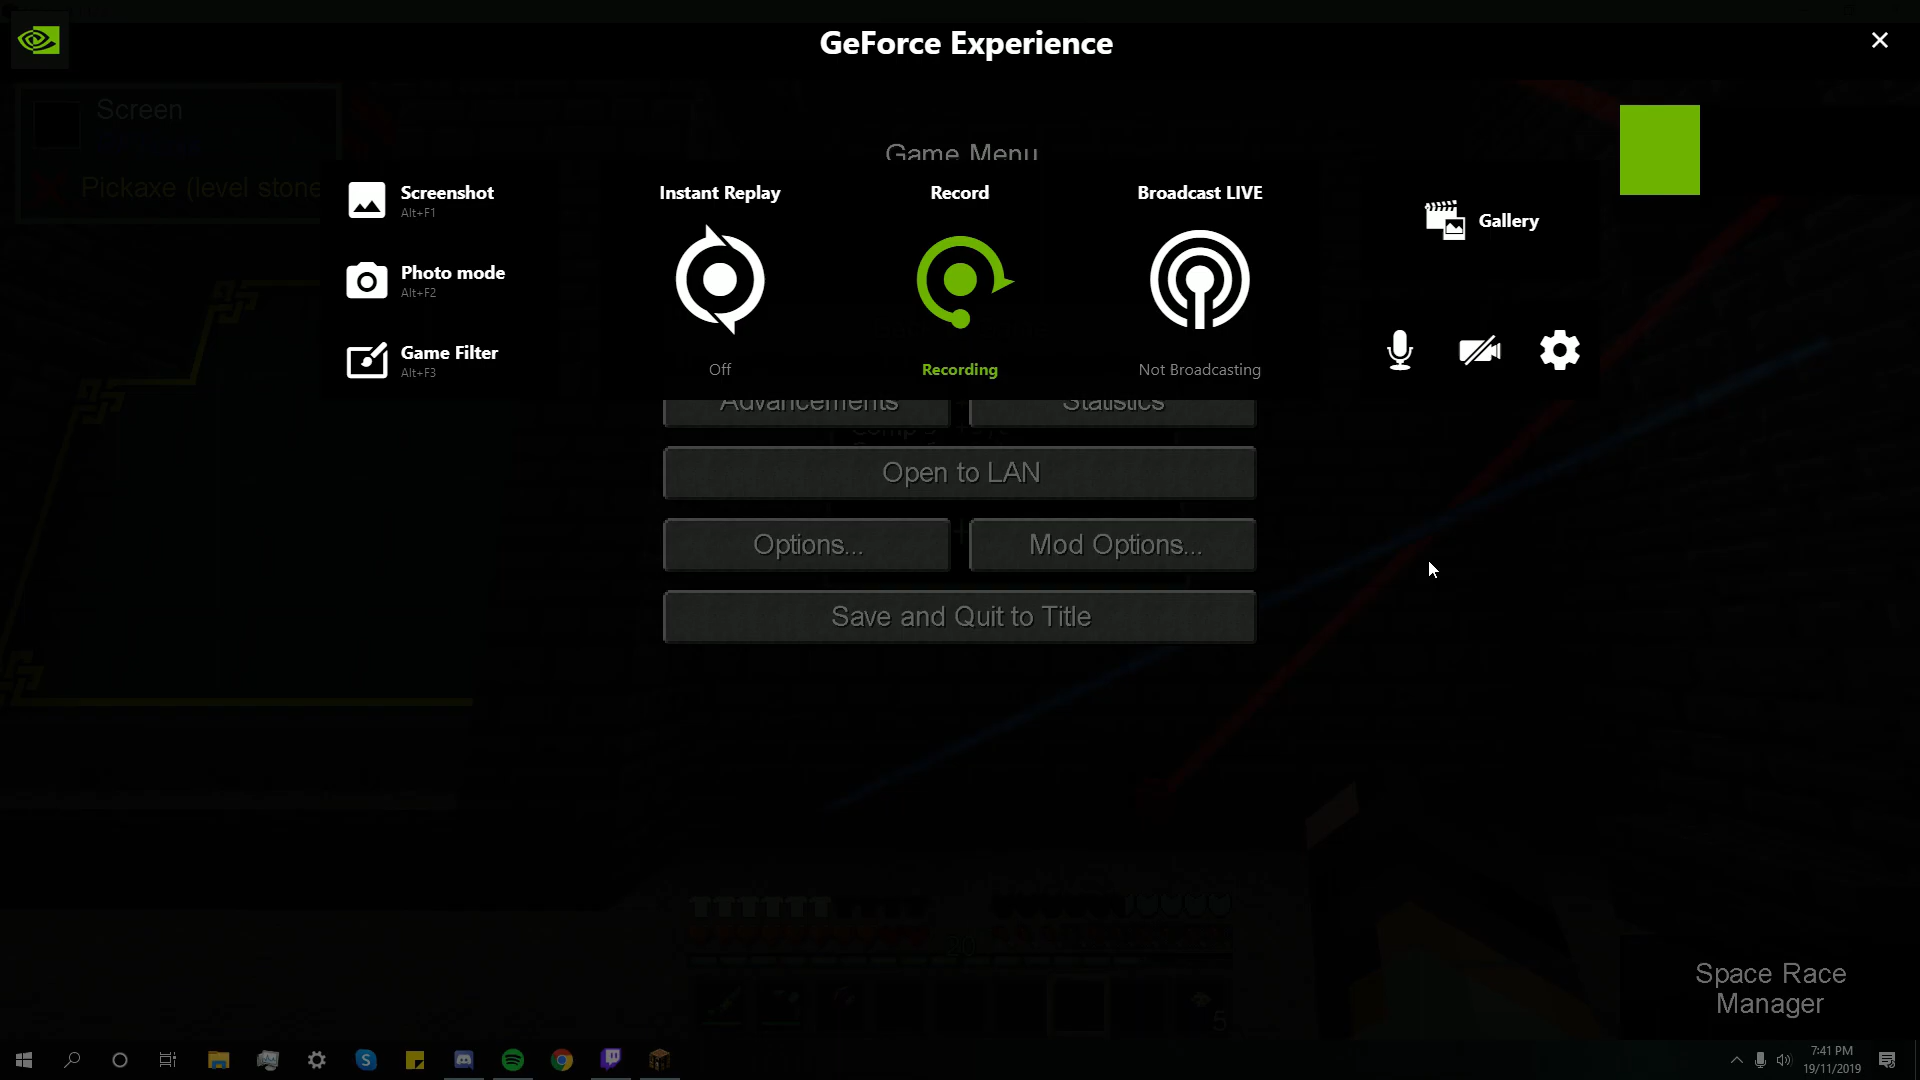 GeForce Experience
Screen
Pickaxe (level stone
Game Menu
Screenshot
Alt+F1
Photo mode
Alt+F2
Game Filter
Alt+F3
Instant Replay
Off
Record
Recording
Broadcast LIVE
Not Broadcasting
Gallery
Advancements
Statistics
Open to LAN
Options...
Mod Options...
Save and Quit to Title
5
Space Race
Manager
7:41 PM
19/11/2019